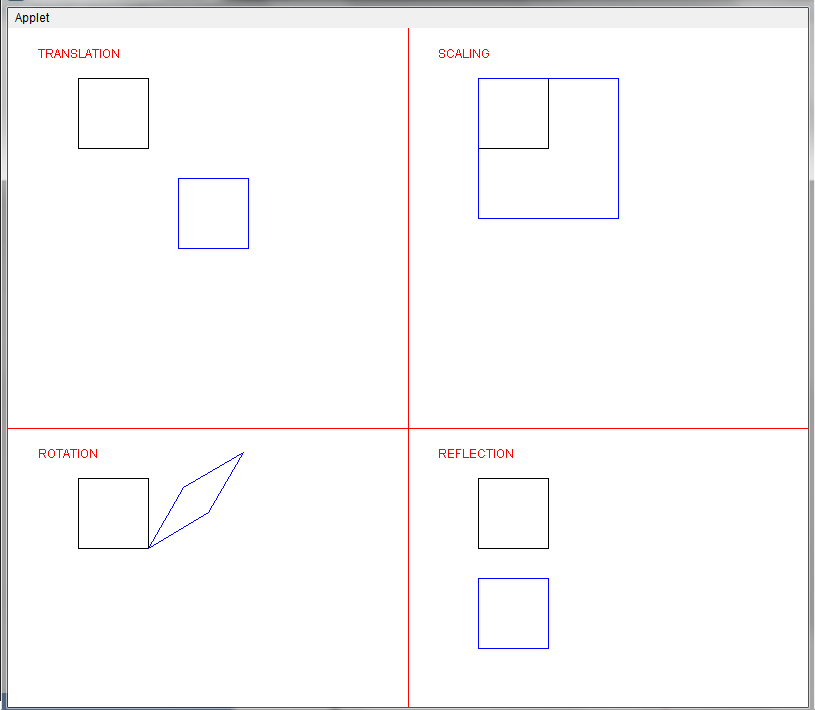 Applet
TRANSLATION
SCALING
ROTATION
REFLECTION